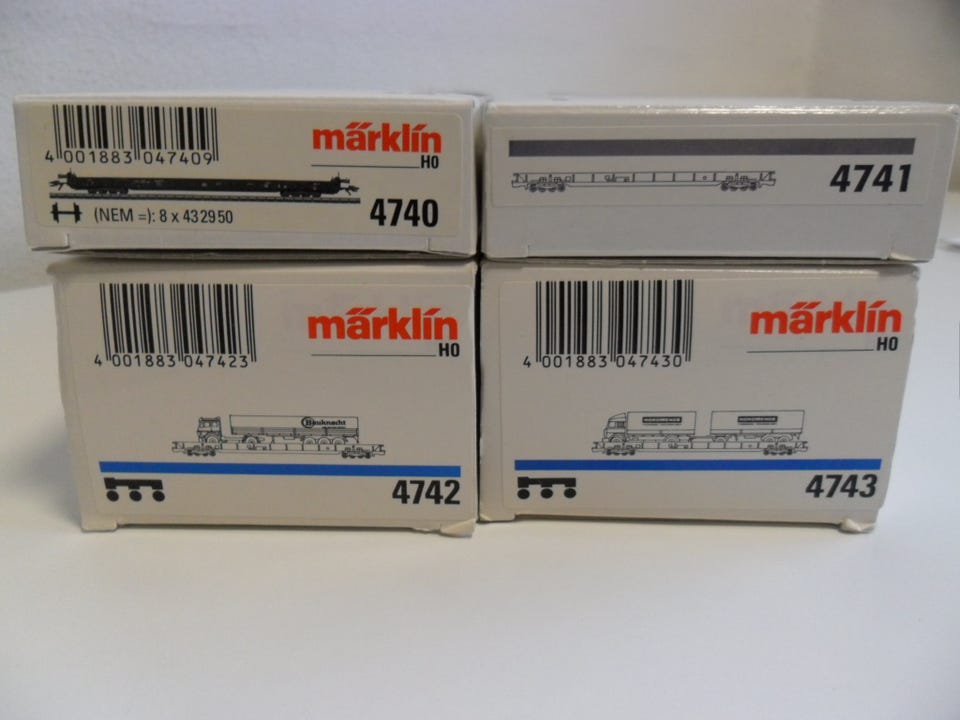 4 001883 047409
märklin
H0
(NEM =): 8 x 432950
4740
4741
4 001883 047423
märklin
H0
Bauknecht
4742
4 001883 047430
märklin
H0
4743